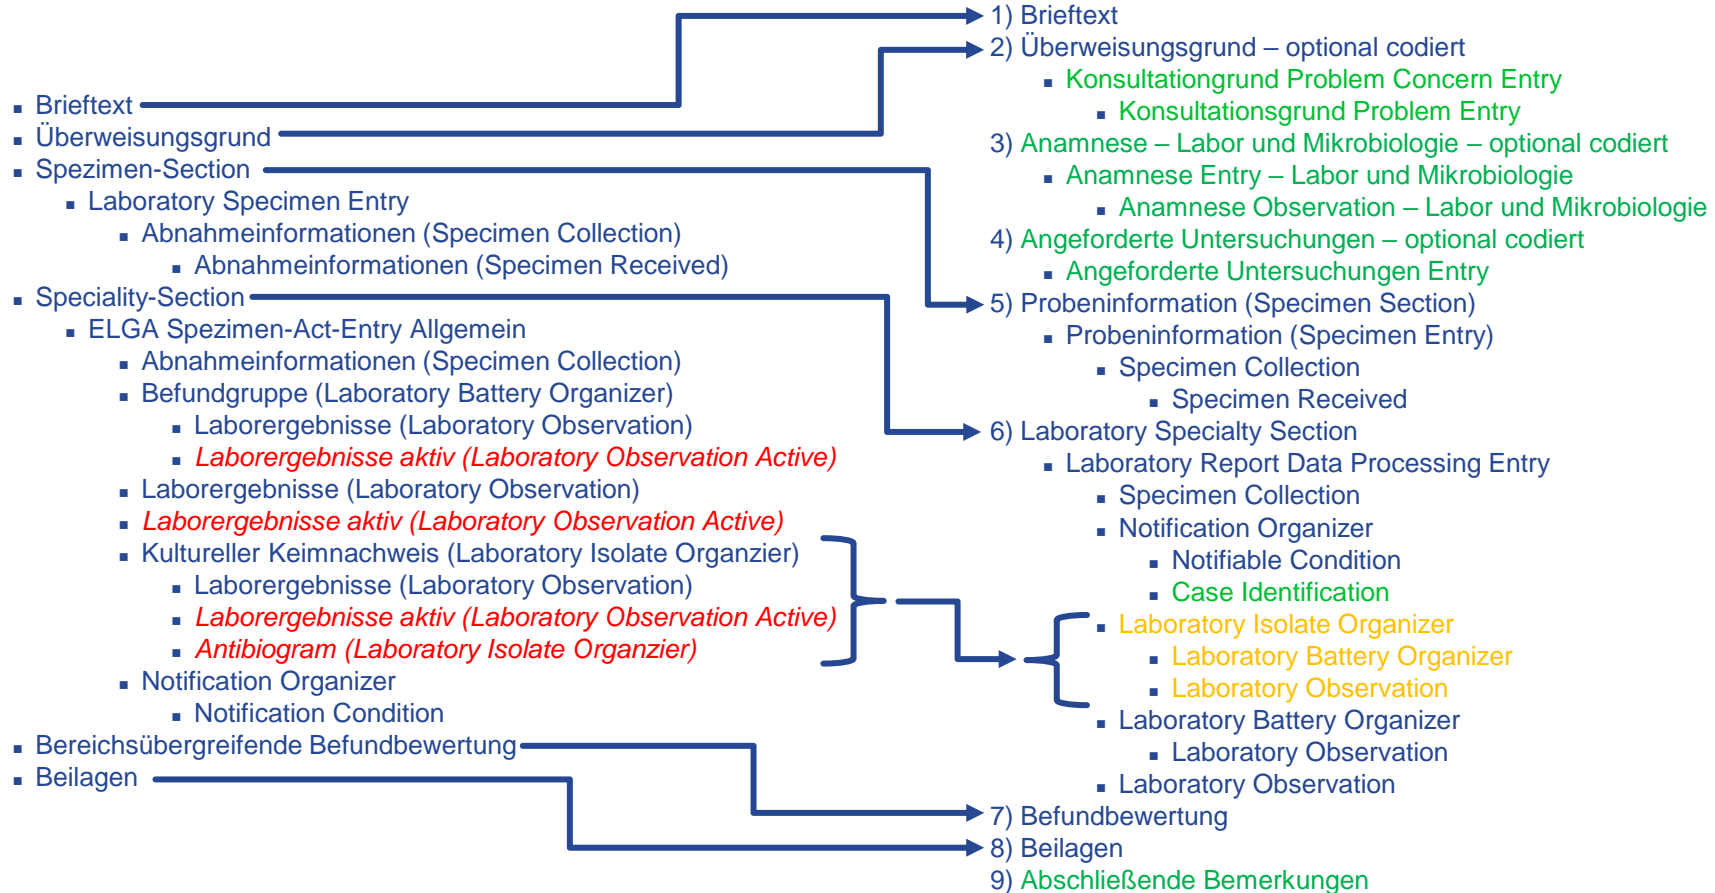 ▪ Brieftext
▪ Überweisungsgrund
▪ Spezimen-Section
▪ Laboratory Specimen Entry
▪ Abnahmeinformationen (Specimen Collection)
▪ Abnahmeinformationen (Specimen Received)
▪ Speciality-Section
▪ ELGA Spezimen-Act-Entry Allgemein
▪ Abnahmeinformationen (Specimen Collection)
▪ Befundgruppe (Laboratory Battery Organizer)
▪ Laborergebnisse (Laboratory Observation)
▪ Laborergebnisse aktiv (Laboratory Observation Active)
▪ Laborergebnisse (Laboratory Observation)
▪ Laborergebnisse aktiv (Laboratory Observation Active)
▪ Kultureller Keimnachweis (Laboratory Isolate Organzier)
▪ Laborergebnisse (Laboratory Observation)
▪ Laborergebnisse aktiv (Laboratory Observation Active)
▪ Antibiogram (Laboratory Isolate Organzier)
▪ Notification Organizer
▪ Notification Condition
▪ Bereichsübergreifende Befundbewertung
▪ Beilagen
1) Brieftext
2) Überweisungsgrund – optional codiert
▪ Konsultationgrund Problem Concern Entry
▪ Konsultationsgrund Problem Entry
3) Anamnese – Labor und Mikrobiologie – optional codiert
▪ Anamnese Entry – Labor und Mikrobiologie
▪ Anamnese Observation – Labor und Mikrobiologie
4) Angeforderte Untersuchungen – optional codiert
▪ Angeforderte Untersuchungen Entry
5) Probeninformation (Specimen Section)
▪ Probeninformation (Specimen Entry)
▪ Specimen Collection
▪ Specimen Received
6) Laboratory Specialty Section
▪ Laboratory Report Data Processing Entry
▪ Specimen Collection
▪ Notification Organizer
▪ Notifiable Condition
▪ Case Identification
▪ Laboratory Isolate Organizer
▪ Laboratory Battery Organizer
▪ Laboratory Observation
▪ Laboratory Battery Organizer
▪ Laboratory Observation
▪ Laboratory Observation
7) Befundbewertung
8) Beilagen
9) Abschließende Bemerkungen